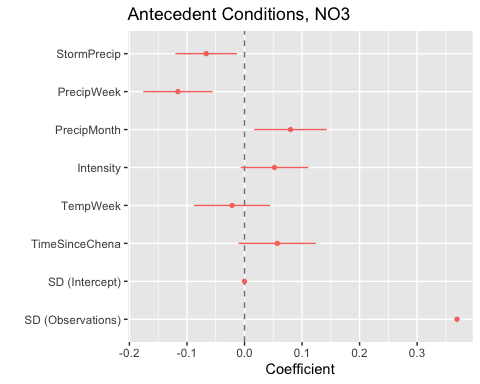 Antecedent Conditions, NO3
StormPrecip
PrecipWeek
PrecipMonth
Intensity
TempWeek
TimeSinceChena
SD (Intercept)
SD (Observations)
-0.2 -0.1 0.0 0.1 0.2 0.3
Coefficient